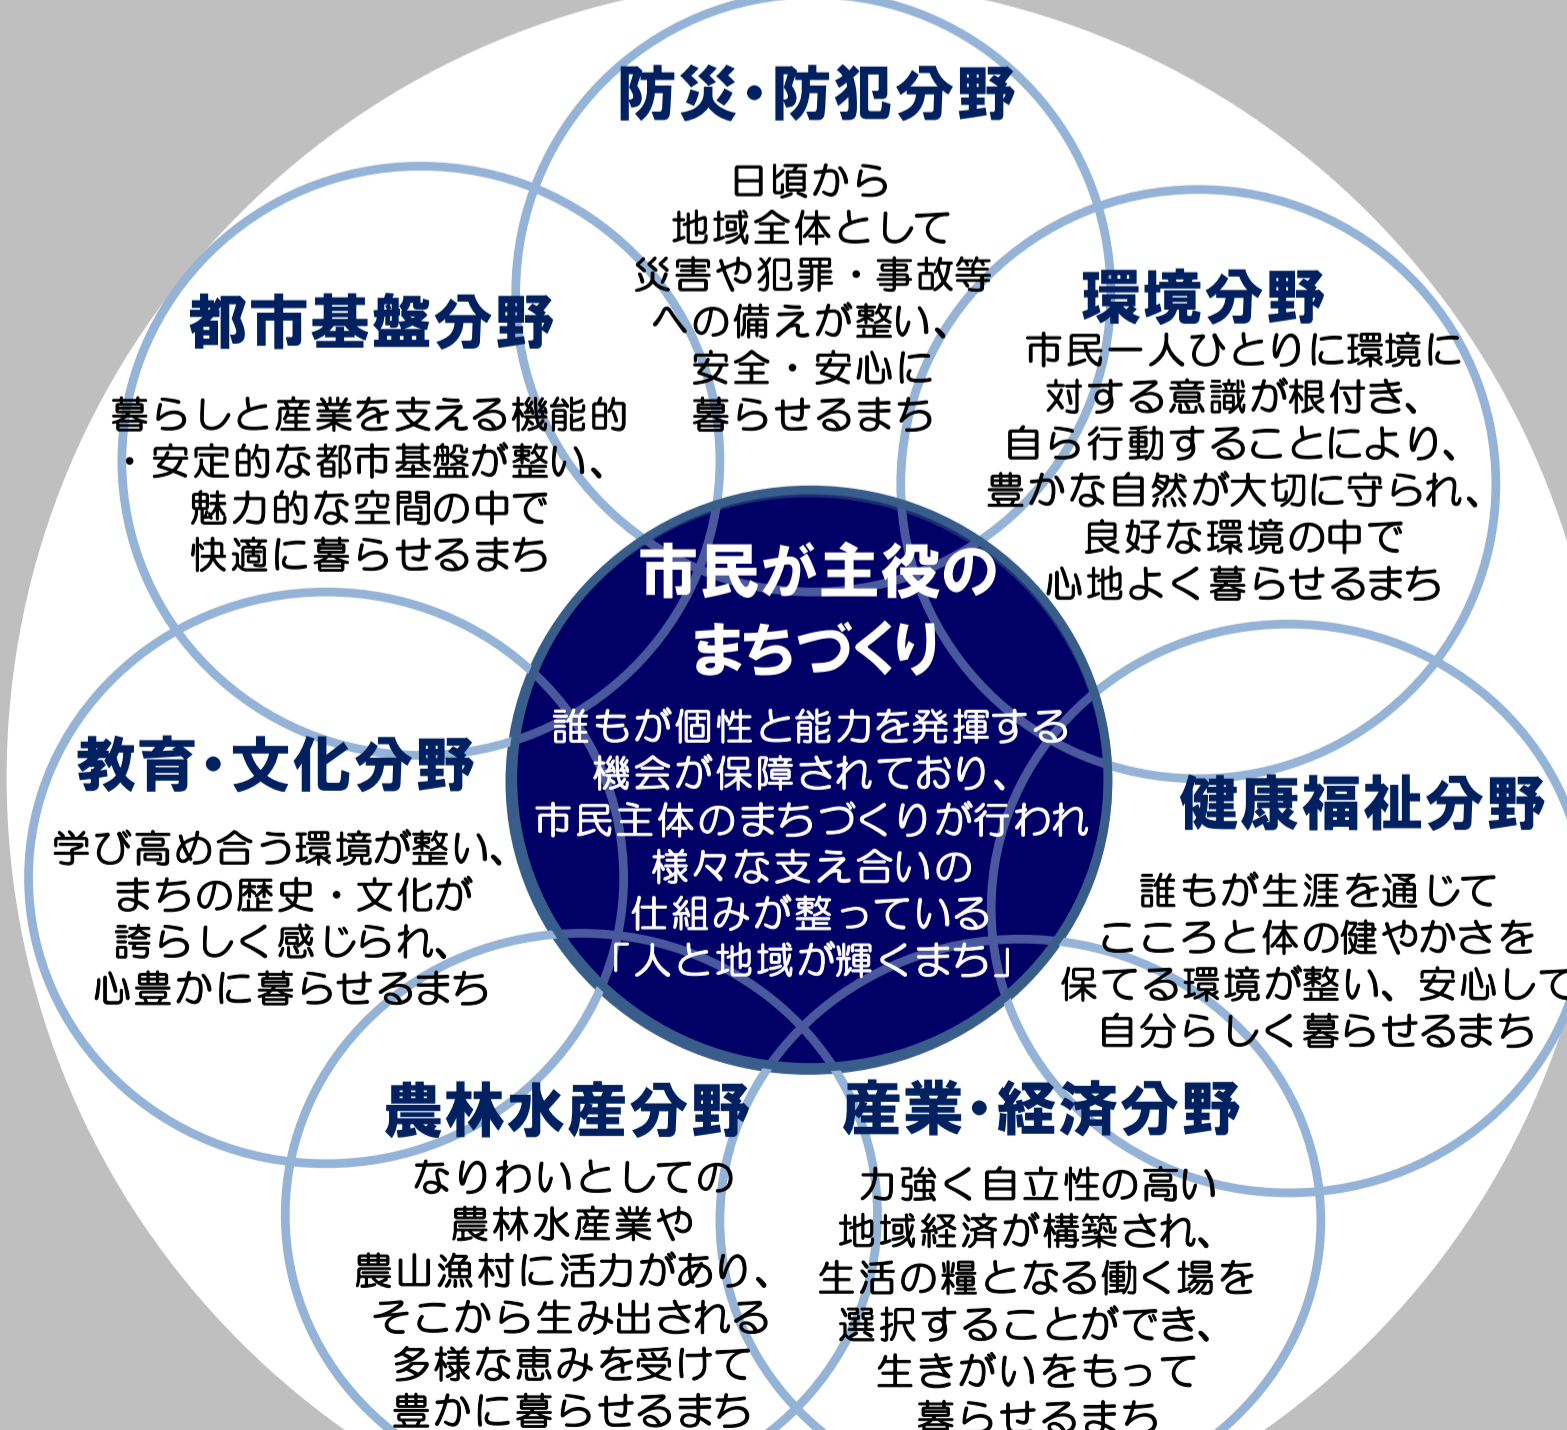 防災・防犯分野
日頃から
地域全体として
災害や犯罪・事故等
への備えが整い、
安全・安心に
暮らせるまち
環境分野
市民一人ひとりに環境に
対する意識が根付き、
自ら行動することにより、
豊かな自然が大切に守られ、
良好な環境の中で
心地よく暮らせるまち
都市基盤分野
暮らしと産業を支える機能的
・安定的な都市基盤が整い、
魅力的な空間の中で
快適に暮らせるまち
市民が主役の
まちづくり
誰もが個性と能力を発揮する
機会が保障されており、
市民主体のまちづくりが行われ
様々な支え合いの
仕組みが整っている
「人と地域が輝くまち」
教育・文化分野
学び高め合う環境が整い、
まちの歴史・文化が
誇らしく感じられ、
心豊かに暮らせるまち
健康福祉分野
誰もが生涯を通じて
こころと体の健やかさを
保てる環境が整い、安心して
自分らしく暮らせるまち
農林水産分野
なりわいとしての
農林水産業や
農山漁村に活力があり、
そこから生み出される
多様な恵みを受けて
豊かに暮らせるまち
産業・経済分野
力強く自立性の高い
地域経済が構築され、
生活の糧となる働く場を
選択することができ、
生きがいをもって
暮らせるまち